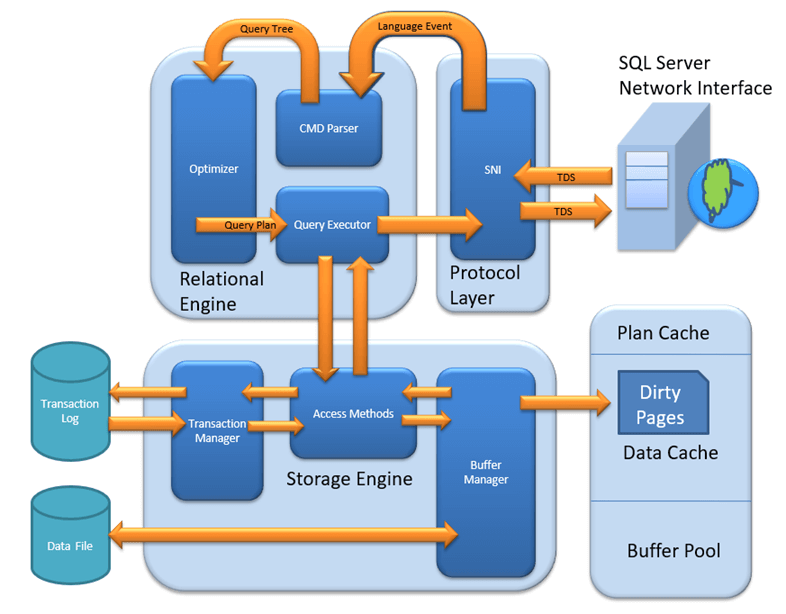 Query Tree
Language Event
SQL Server
Network Interface
CMD Parser
Optimizer
SNI
TDS
TDS
Query Plan
Query Executor
Relational
Engine
Protocol
Layer
Plan Cache
Dirty
Pages
Data Cache
Buffer Pool
Transaction
Log
Transaction
Manager
Access Methods
Storage Engine
Buffer
Manager
Data File